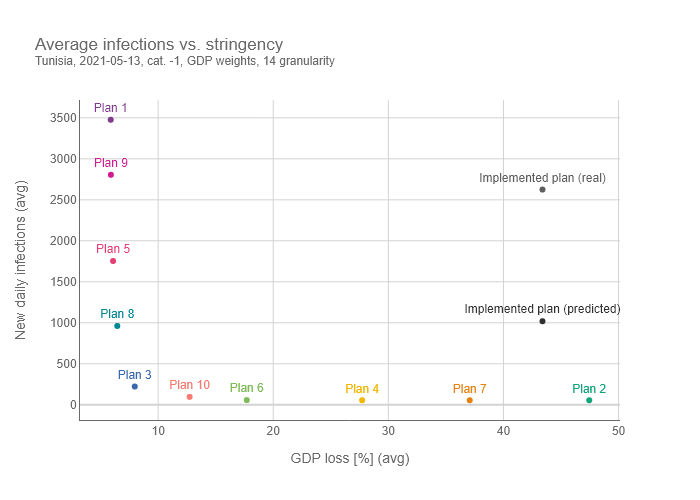 Average infections vs. stringency
Tunisia, 2021-05-13, cat. -1, GDP weights, 14 granularity
New daily infections (avg)
3500
3000
2500
2000
1500
1000
500
0
Plan 1
Plan 9
Implemented plan (real)
Plan 5
Plan 8
Implemented plan (predicted)
Plan 3
Plan 10
Plan 6
Plan 4
Plan 7
Plan 2
10
20
30
40
50
GDP loss [%] (avg)